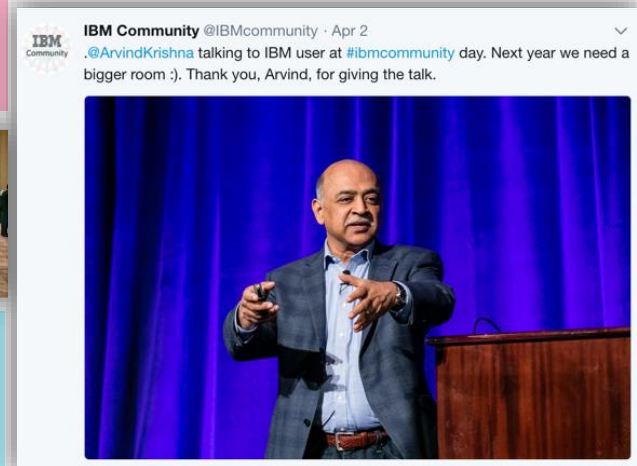 IBM Community @IBMcommunity · Apr 2
IBM
Community
.@ArvindKrishna talking to IBM user at #ibmcommunity day. Next year we need a
bigger room :). Thank you, Arvind, for giving the talk.